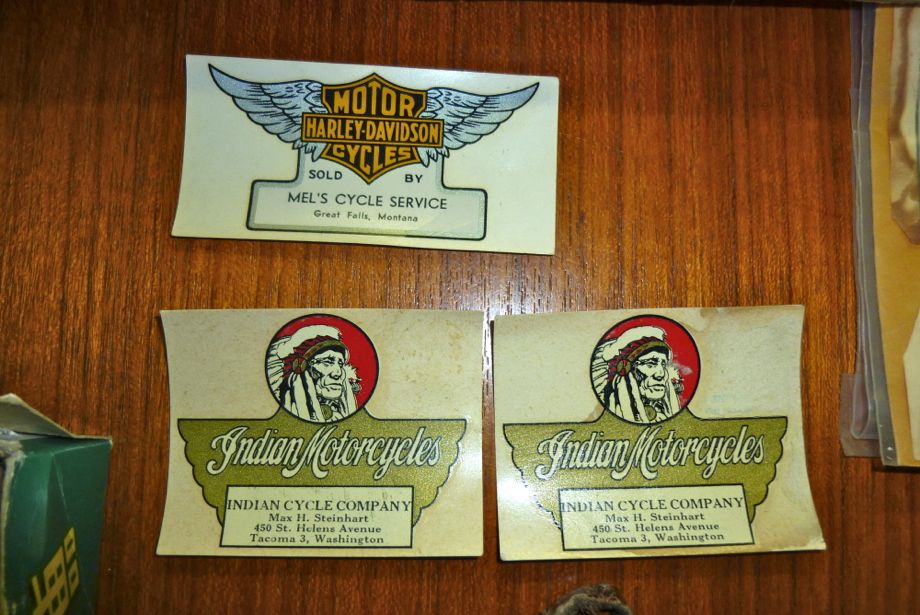 MOTOR
HARLEY-DAVIDSON
CYCLES
SOLD BY
MEL'S CYCLE SERVICE
Great Falls, Montana
Indian Motorcycles
INDIAN CYCLE COMPANY
Max H. Steinhart
450 St. Helens Avenue
Tacoma 3, Washington
Indian Motorcycles
INDIAN CYCLE COMPANY
Max H. Steinhart
450 St. Helens Avenue
Tacoma 3, Washington